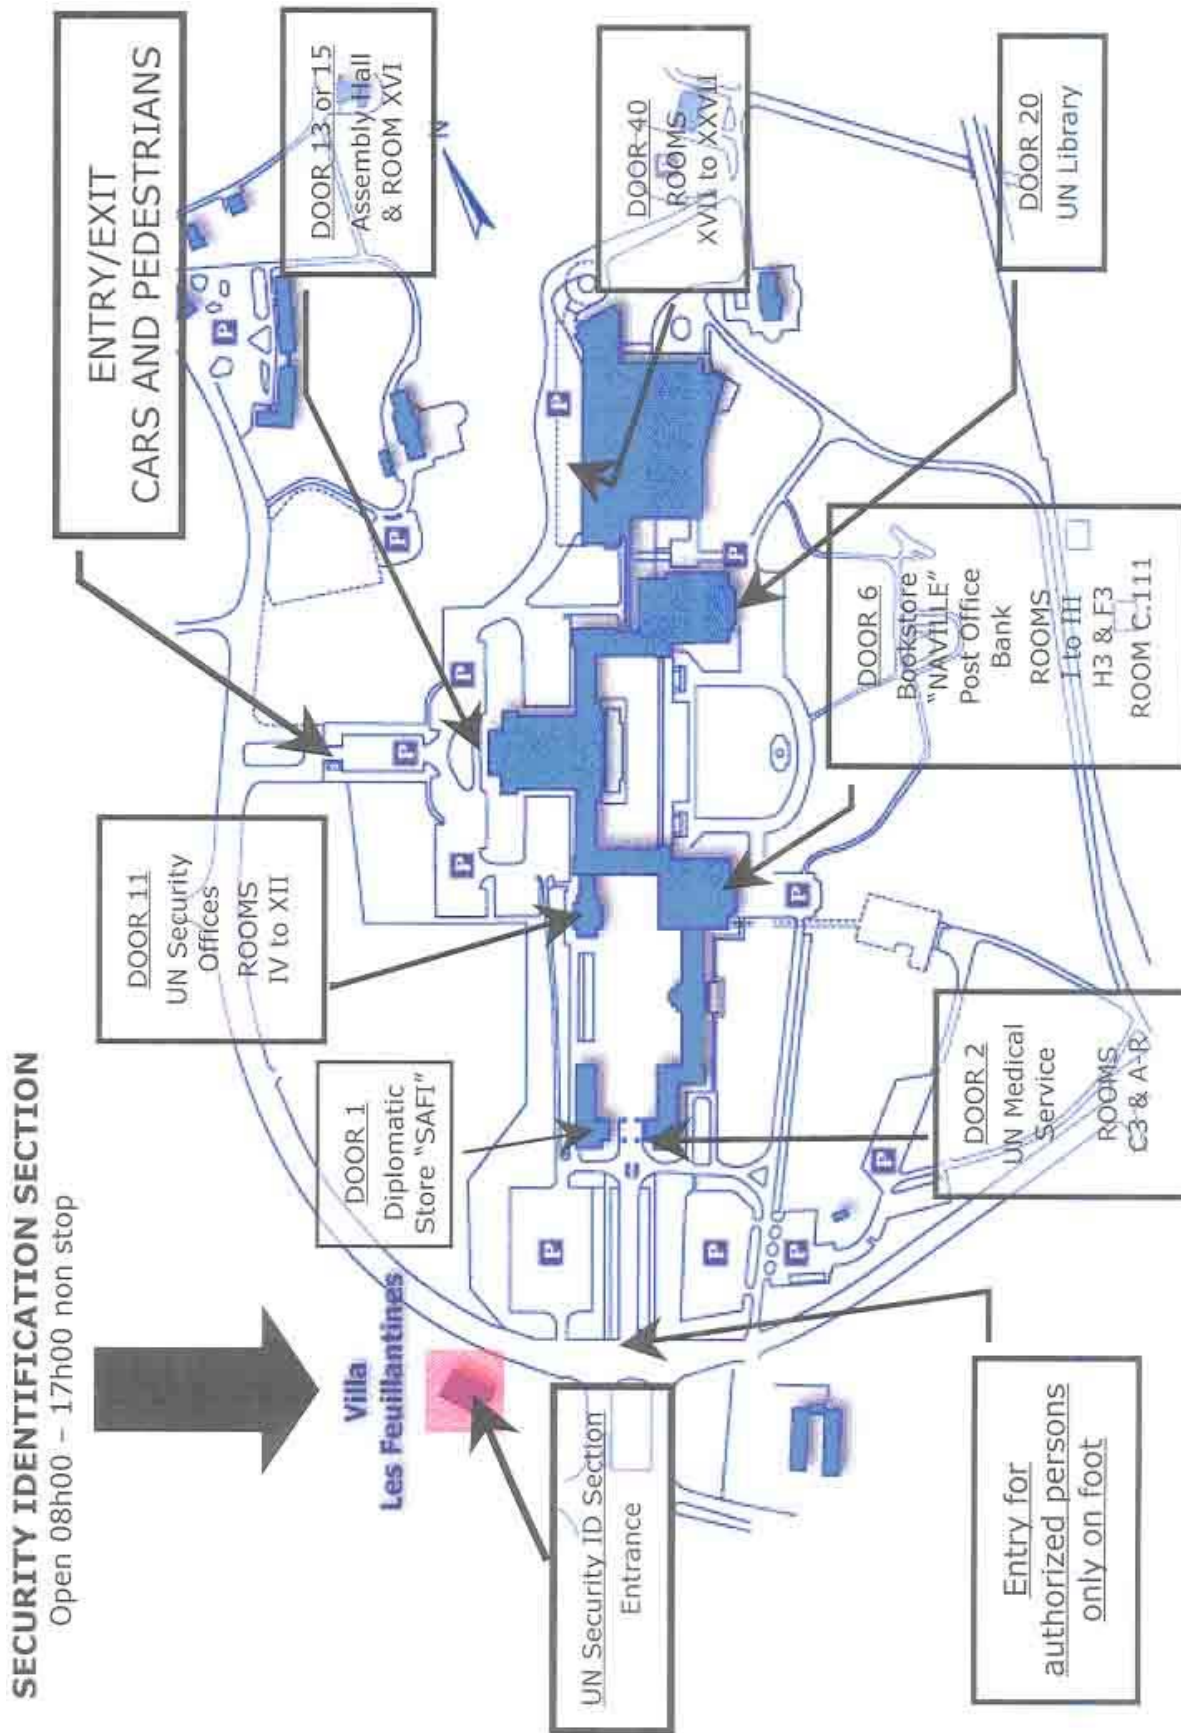 SECURITY IDENTIFICATION SECTION
Open 08h00 – 17h00 non stop
Villa
Les Feuillantines
UN Security ID Section
Entrance
Entry for
authorized persons
only on foot
DOOR 1
Diplomatic
Store "SAFI"
DOOR 2
UN Medical
Service
ROOMS
C3 & A-R
DOOR 11
UN Security
Offices
ROOMS
IV to XII
DOOR 6
Bookstore
"NAVILLE"
Post Office
Bank
ROOMS
I to III
H3 & F3
ROOM C.111
ENTRY/EXIT
CARS AND PEDESTRIANS
DOOR 13 or 15
Assembly Hall
& ROOM XVI
N
DOOR 40
ROOMS
XVII to XXVII
DOOR 20
UN Library
P
P
P
P
P
P
P
P
P
P
P
P